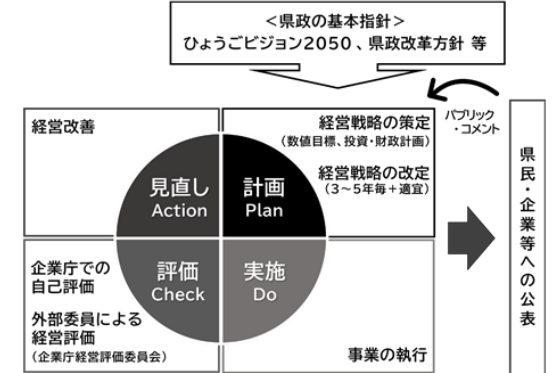 ＜県政の基本指針＞
ひょうごビジョン2050、県政改革方針 等
パブリック
・コメント
経営改善
経営戦略の策定
（数値目標、投資・財政計画）
経営戦略の改定
（3～5年毎＋適宜）
見直し
Action
計画
Plan
県民・企業等への公表
企業庁での
自己評価
外部委員による
経営評価
（企業庁経営評価委員会）
評価
Check
実施
Do
事業の執行